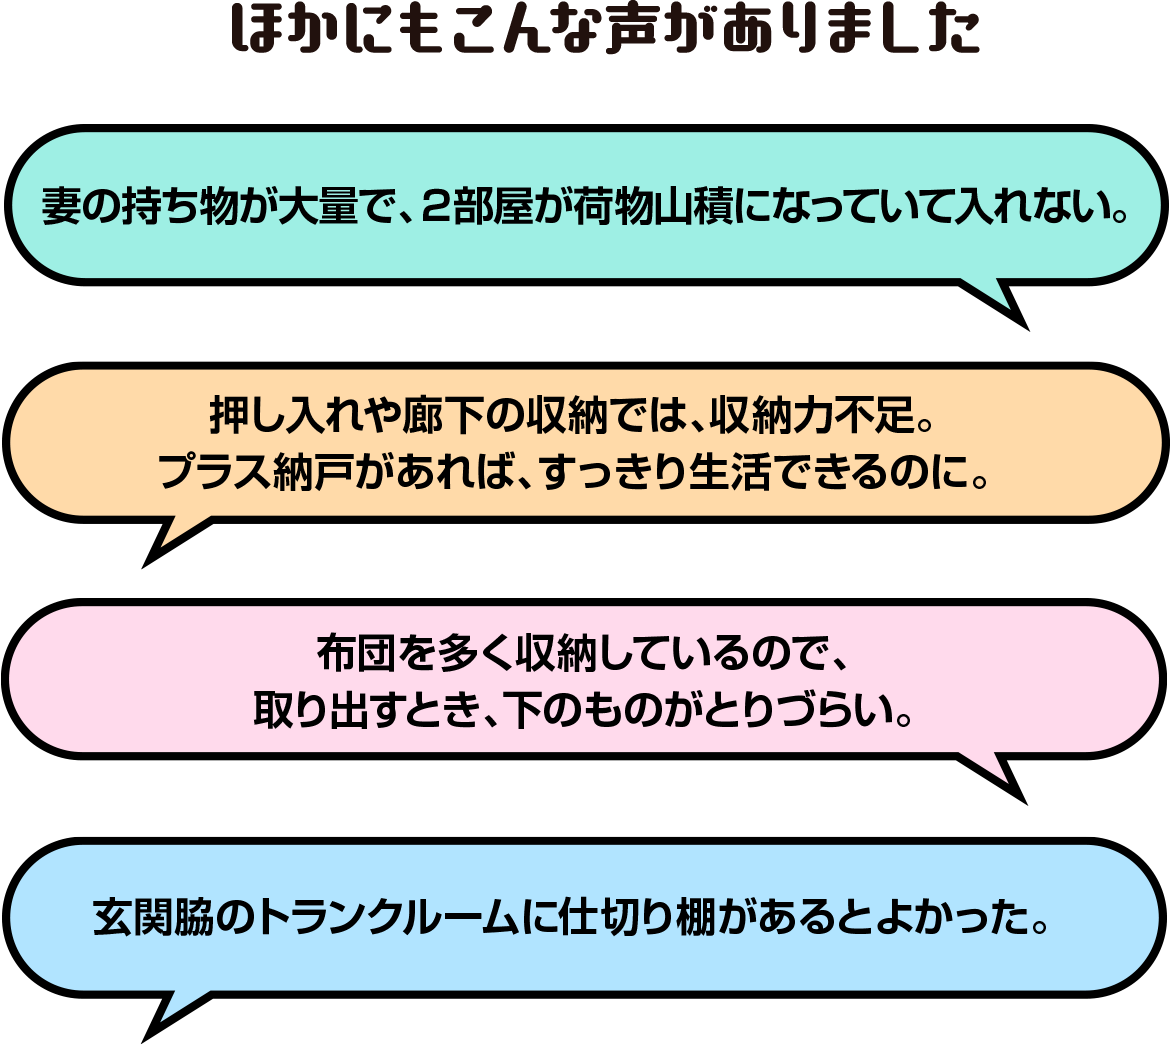 ほかにもこんな声がありました
妻の持ち物が大量で、2部屋が荷物山積になっていて入れない。
押し入れや廊下の収納では、収納力不足。
プラス納戸があれば、すっきり生活できるのに。
布団を多く収納しているので、
取り出すとき、下のものがとりづらい。
玄関脇のトランクルームに仕切り棚があるとよかった。